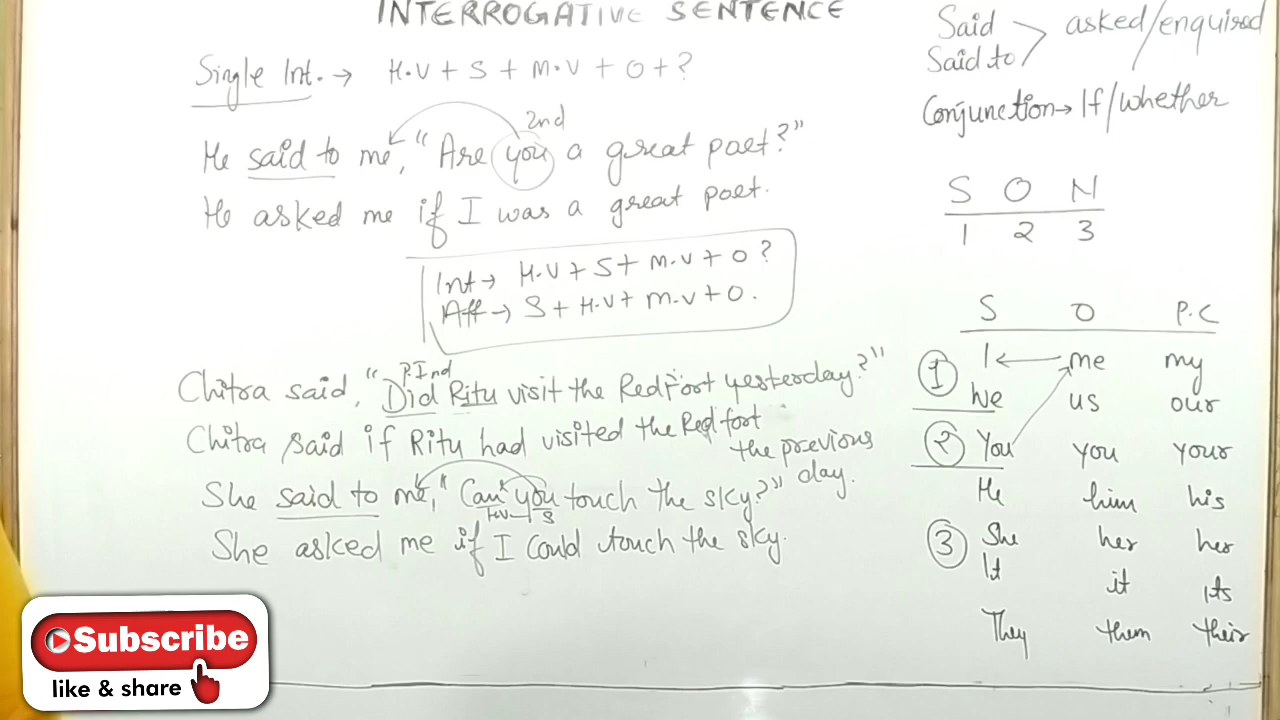 INTERROGATIVE SENTENCE
Single Int. → H.V + S + M.V + O + ?
2nd
He said to me, "Are you a great poet?"
He asked me if I was a great poet.
Int → H.V + S + M.V + O ?
Aff → S + H.V + M.V + O.
P. Ind
Chitra said, "Did Ritu visit the Red Fort yesterday?"
Chitra said if Ritu had visited the Red fort
the previous
day.
She said to me, "Can you touch the sky?"
H.V S
She asked me if I could touch the sky.
Said
Said to > asked/enquired
Conjunction → If/whether
S O N
1 2 3
S O P.C
1 I ← me my
We us our
2 You you your
He him his
3 She her her
It it its
They them their
Subscribe
like & share